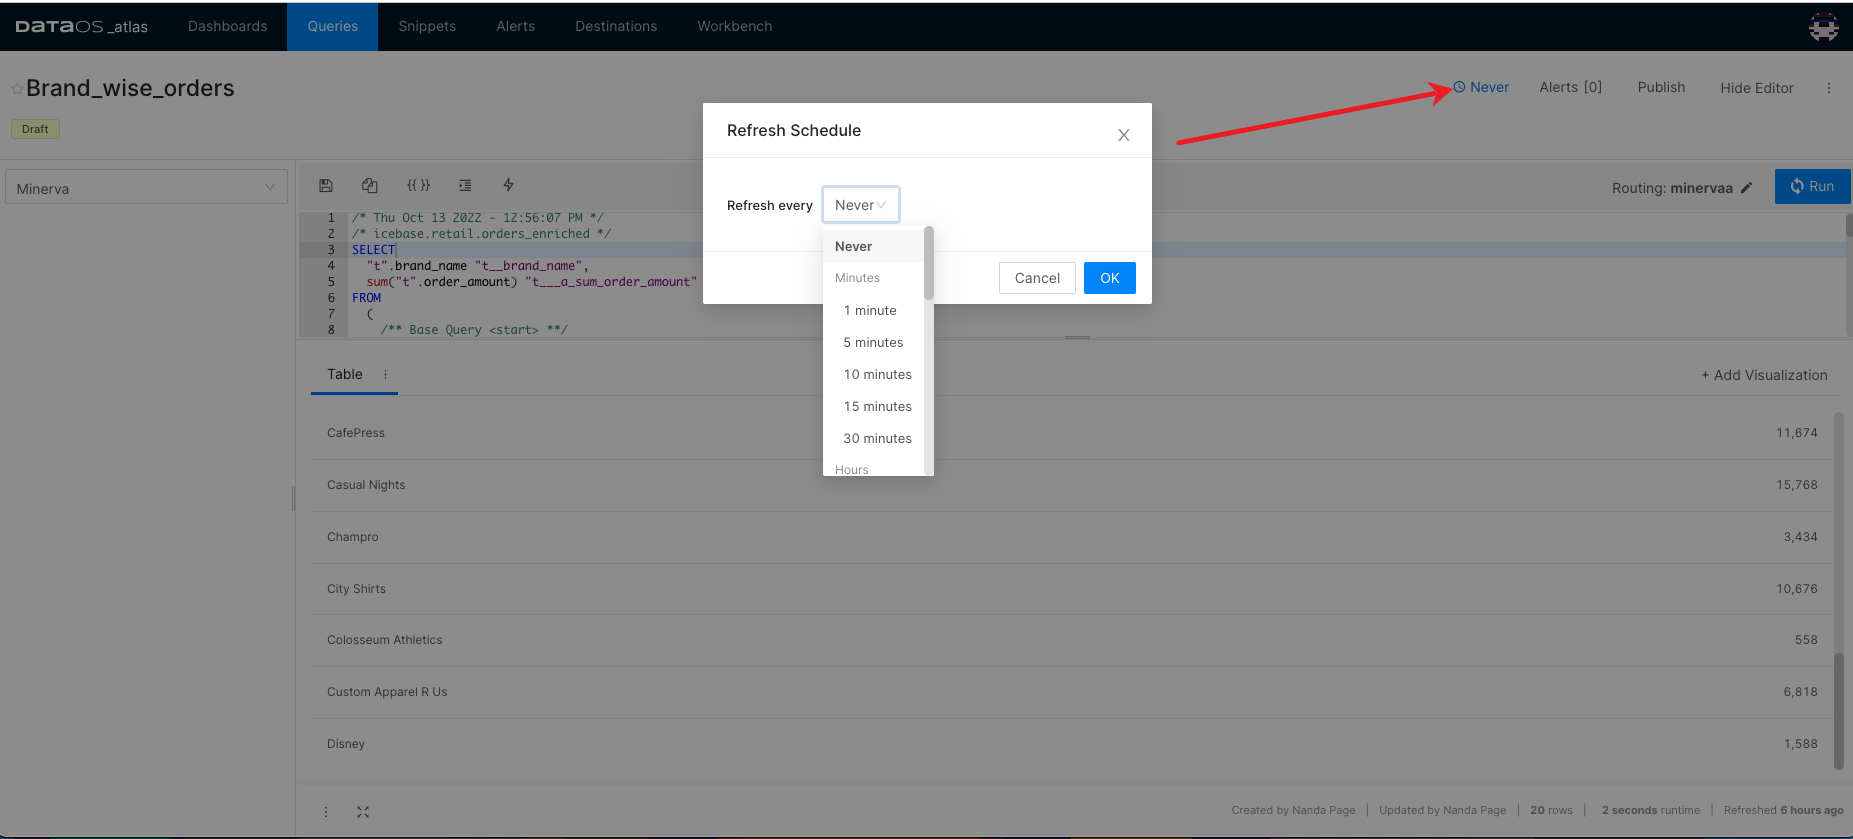 DATAOS _atlas Dashboards Queries Snippets Alerts Destinations Workbench
Brand_wise_orders
Never Alerts [0] Publish Hide Editor
Draft
Refresh Schedule
Refresh every Never
Never
Minutes
1 minute
5 minutes
10 minutes
15 minutes
30 minutes
Hours
Cancel OK
Minerva
{{ }}
Routing: minervaa
Run
1 /* Thu Oct 13 2022 - 12:56:07 PM */
2 /* icebase.retail.orders_enriched */
3 SELECT
4 "t".brand_name "t__brand_name",
5 sum("t".order_amount) "t___a_sum_order_amount"
6 FROM
7 (
8 /** Base Query <start> **/
Table
+ Add Visualization
CafePress 11,674
Casual Nights 15,768
Champro 3,434
City Shirts 10,676
Colosseum Athletics 558
Custom Apparel R Us 6,818
Disney 1,588
Created by Nanda Page | Updated by Nanda Page | 20 rows | 2 seconds runtime | Refreshed 6 hours ago